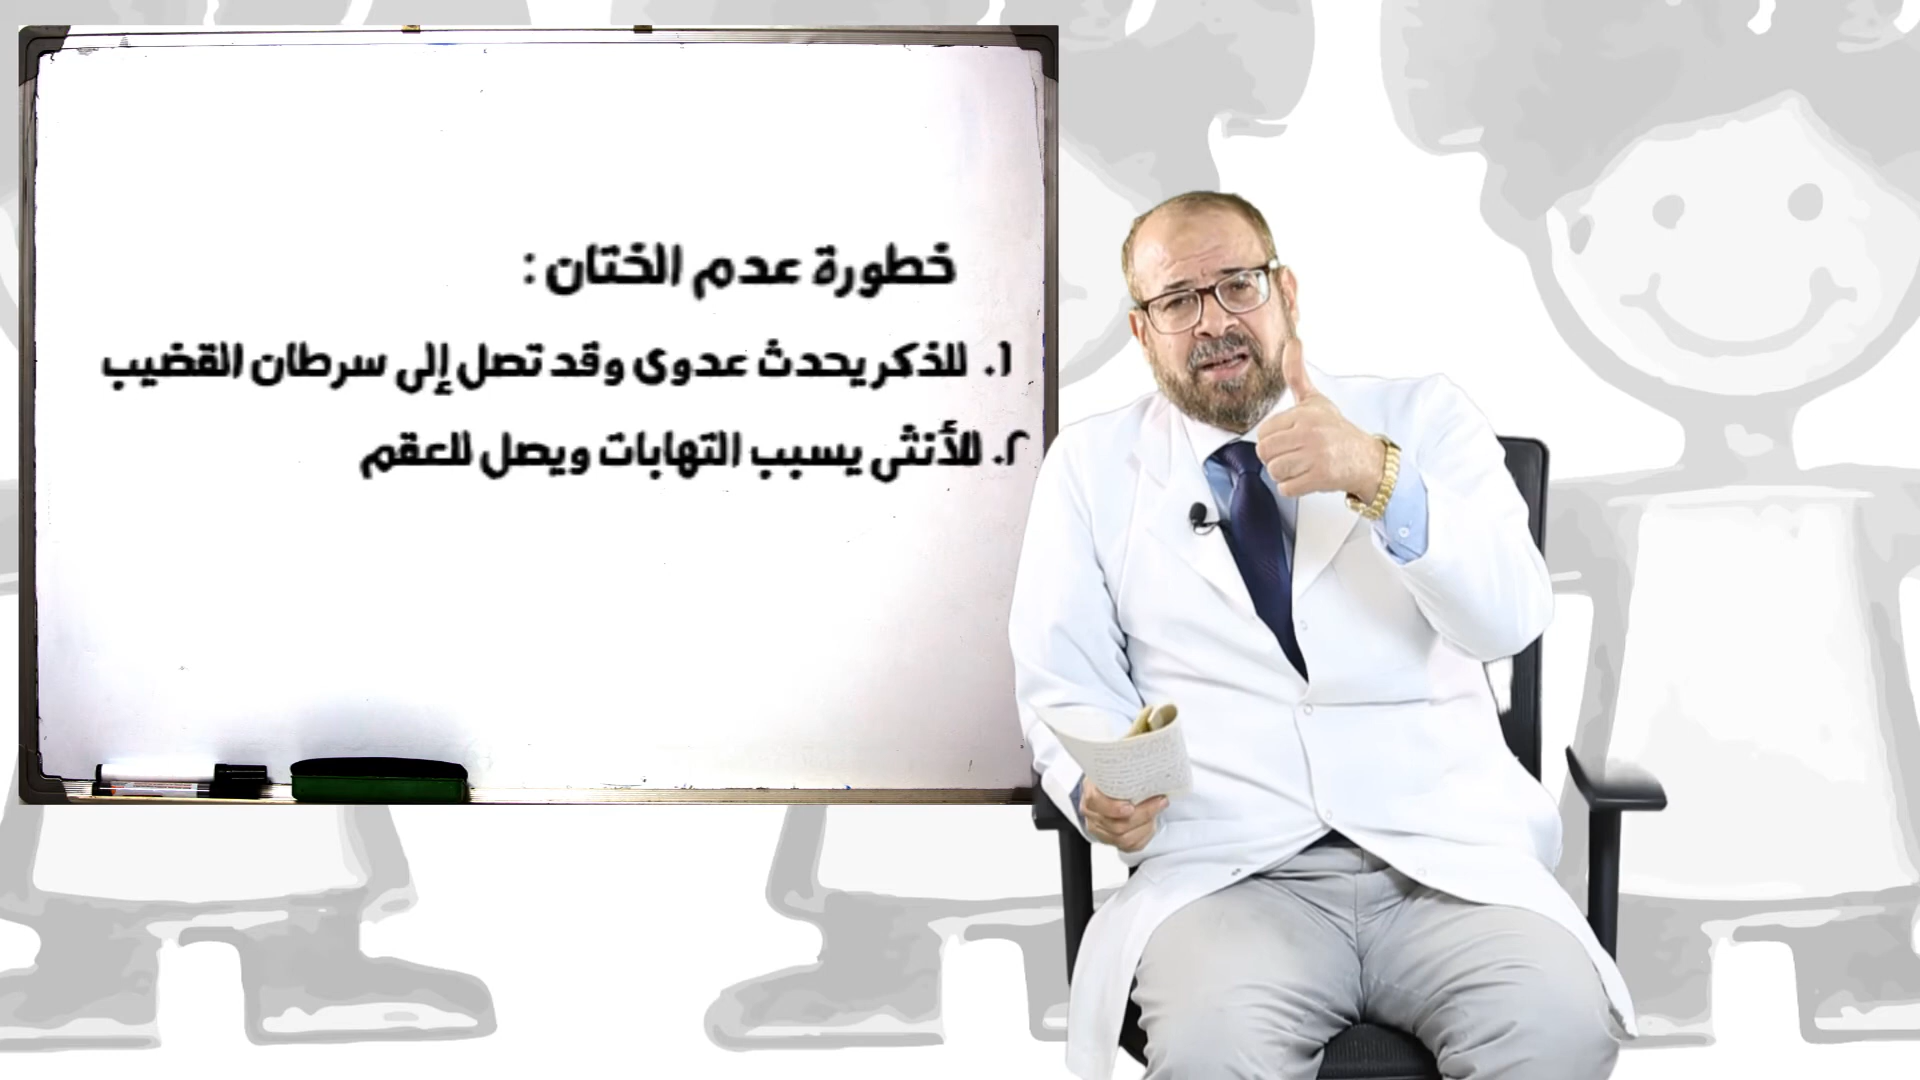 خطورة عدم الختان :
١. للذكر يحدث عدوى وقد تصل إلى سرطان القضيب
٢. للأنثى يسبب التهابات ويصل للعقم